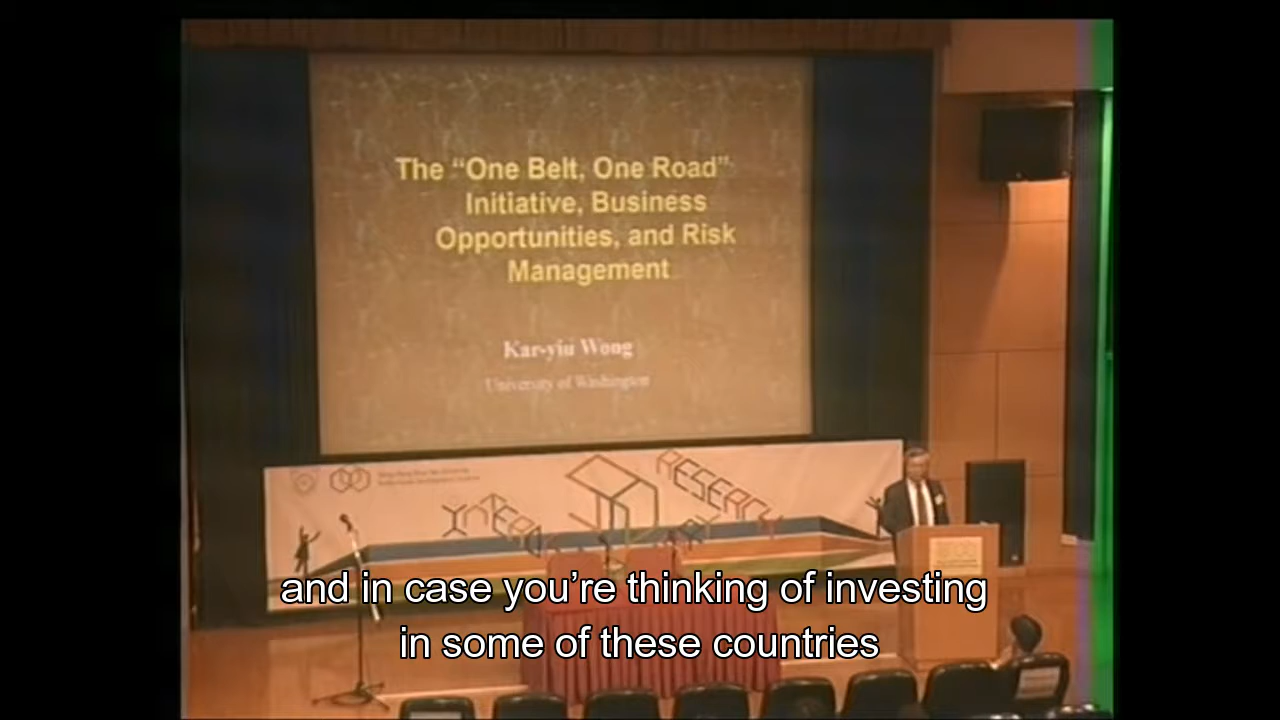 The “One Belt, One Road”
Initiative, Business
Opportunities, and Risk
Management
Kar-yiu Wong
University of Washington
RESEARCH
and in case you’re thinking of investing
in some of these countries